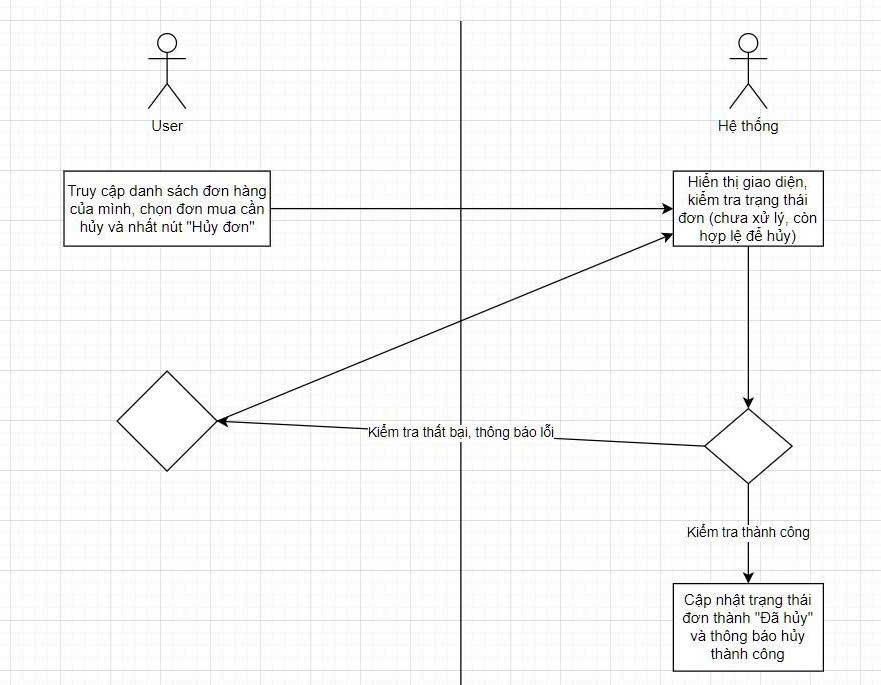 User
Hệ thống
Truy cập danh sách đơn hàng
của mình, chọn đơn mua cần
hủy và nhất nút "Hủy đơn"
Hiển thị giao diện,
kiểm tra trạng thái
đơn (chưa xử lý, còn
hợp lệ để hủy)
Kiểm tra thất bại, thông báo lỗi
Kiểm tra thành công
Cập nhật trạng thái
đơn thành "Đã hủy"
và thông báo hủy
thành công